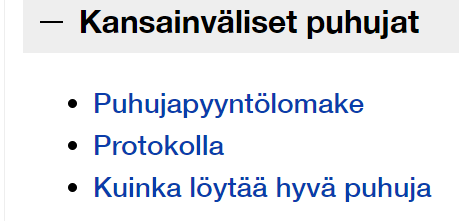 Kansainväliset puhujat
Puhujapyyntölomake
Protokolla
Kuinka löytää hyvä puhuja